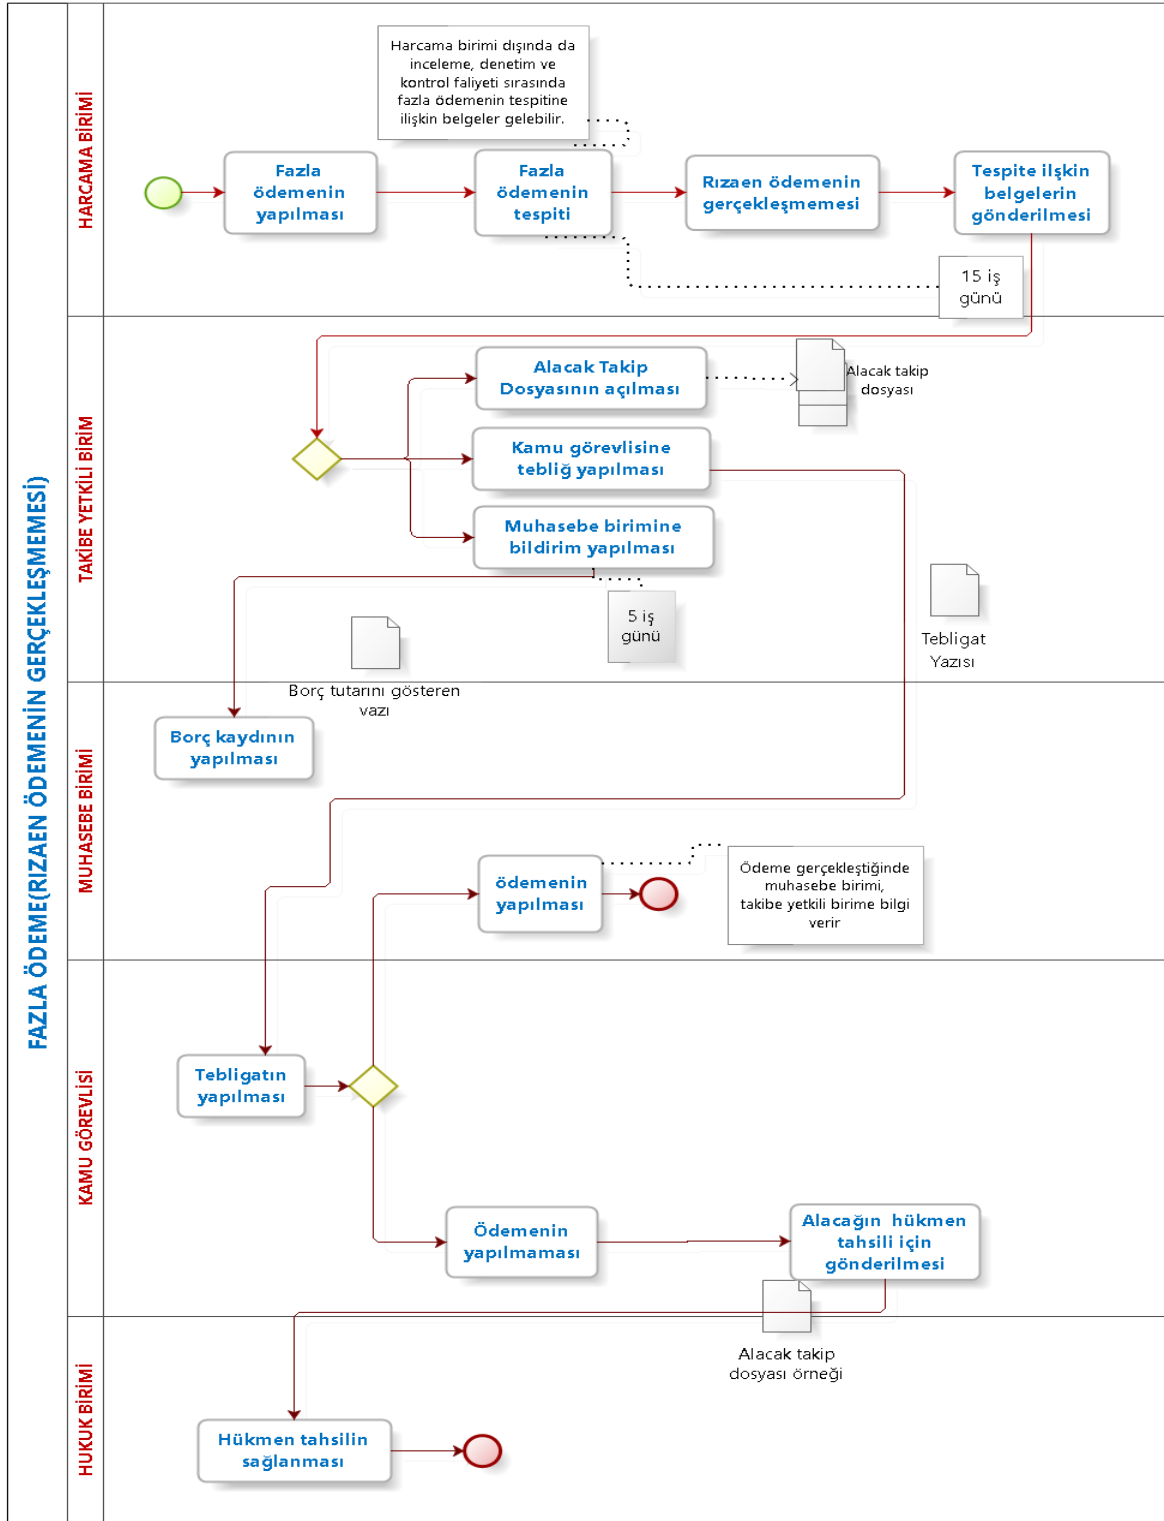 FAZLA ÖDEME(RIZAEN ÖDEMENİN GERÇEKLEŞMEMESİ)
HARCAMA BİRİMİ
Harcama birimi dışında da
inceleme, denetim ve
kontrol faliyeti sırasında
fazla ödemenin tespitine
ilişkin belgeler gelebilir.
Fazla
ödemenin
yapılması
Fazla
ödemenin
tespiti
Rızaen ödemenin
gerçekleşmemesi
Tespite ilşkin
belgelerin
gönderilmesi
15 iş
günü
TAKİBE YETKİLİ BİRİM
Alacak Takip
Dosyasının açılması
Alacak takip
dosyası
Kamu görevlisine
tebliğ yapılması
Muhasebe birimine
bildirim yapılması
5 iş
günü
Tebligat
Yazısı
Borç tutarını gösteren
vazı
MUHASEBE BİRİMİ
Borç kaydının
yapılması
ödemenin
yapılması
Ödeme gerçekleştiğinde
muhasebe birimi,
takibe yetkili birime bilgi
verir
KAMU GÖREVLİSİ
Tebligatın
yapılması
Ödemenin
yapılmaması
Alacağın hükmen
tahsili için
gönderilmesi
Alacak takip
dosyası örneği
HUKUK BİRİMİ
Hükmen tahsilin
sağlanması